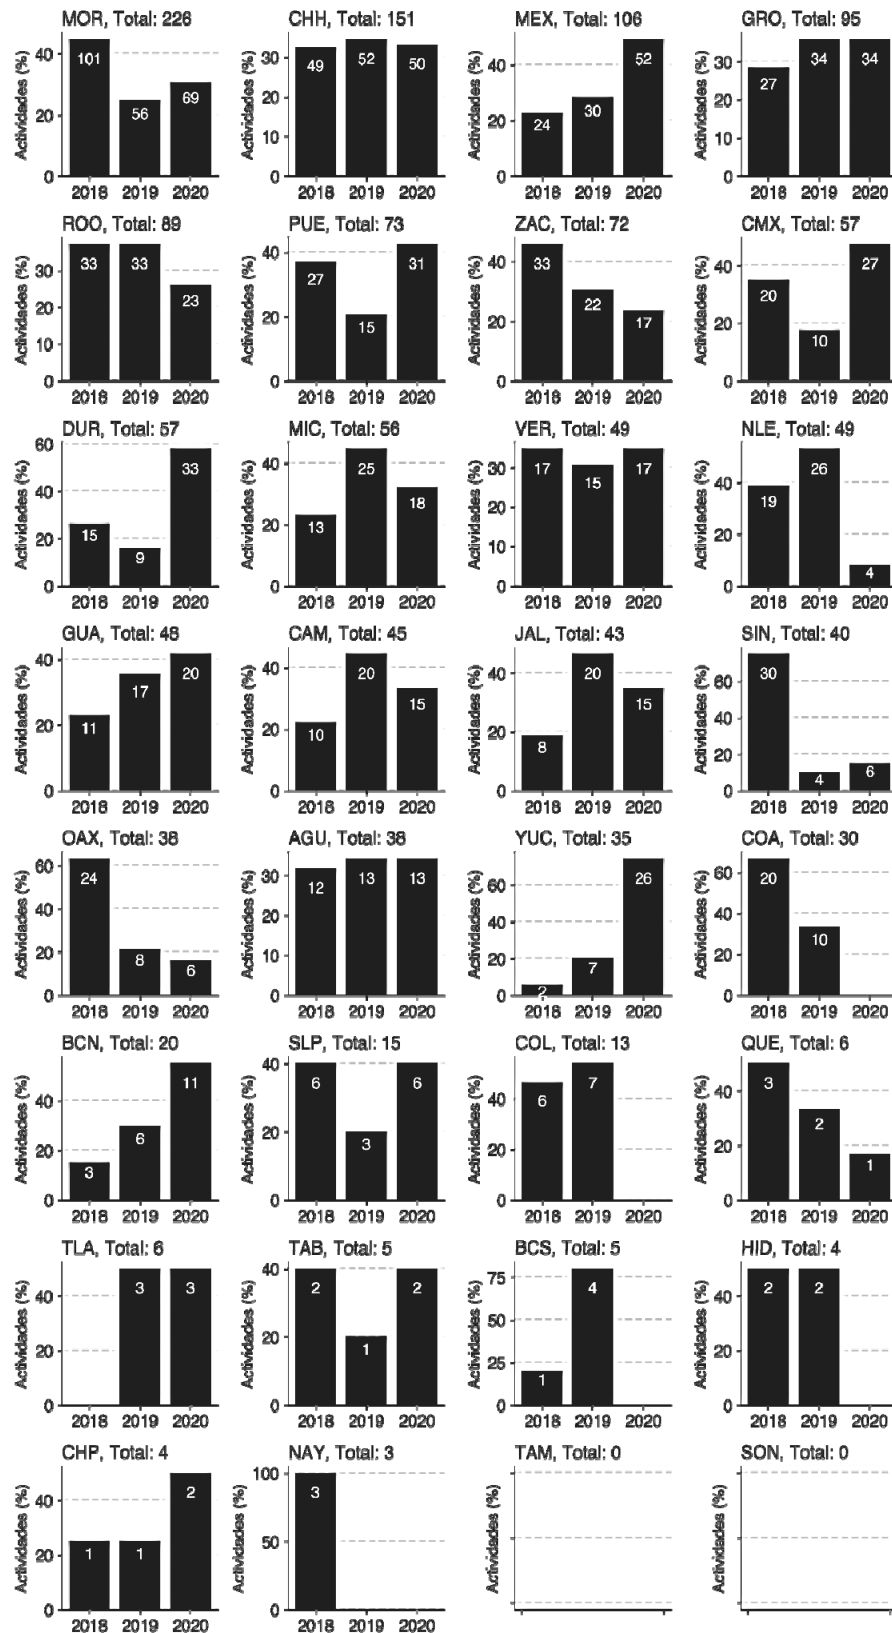 MOR, Total: 226
Actividades (%)
40
20
0
101
56
69
2018 2019 2020
CHH, Total: 151
Actividades (%)
30
20
10
0
49
52
50
2018 2019 2020
MEX, Total: 106
Actividades (%)
40
20
0
24
30
52
2018 2019 2020
GRO, Total: 95
Actividades (%)
30
20
10
0
27
34
34
2018 2019 2020
ROO, Total: 89
Actividades (%)
30
20
10
0
33
33
23
2018 2019 2020
PUE, Total: 73
Actividades (%)
40
20
0
27
15
31
2018 2019 2020
ZAC, Total: 72
Actividades (%)
40
20
0
33
22
17
2018 2019 2020
CMX, Total: 57
Actividades (%)
40
20
0
20
10
27
2018 2019 2020
DUR, Total: 57
Actividades (%)
60
40
20
0
15
9
33
2018 2019 2020
MIC, Total: 56
Actividades (%)
40
20
0
13
25
18
2018 2019 2020
VER, Total: 49
Actividades (%)
30
20
10
0
17
15
17
2018 2019 2020
NLE, Total: 49
Actividades (%)
40
20
0
19
26
4
2018 2019 2020
GUA, Total: 48
Actividades (%)
40
20
0
11
17
20
2018 2019 2020
CAM, Total: 45
Actividades (%)
40
20
0
10
20
15
2018 2019 2020
JAL, Total: 43
Actividades (%)
40
20
0
8
20
15
2018 2019 2020
SIN, Total: 40
Actividades (%)
60
40
20
0
30
4
6
2018 2019 2020
OAX, Total: 38
Actividades (%)
60
40
20
0
24
8
6
2018 2019 2020
AGU, Total: 38
Actividades (%)
30
20
10
0
12
13
13
2018 2019 2020
YUC, Total: 35
Actividades (%)
60
40
20
0
2
7
26
2018 2019 2020
COA, Total: 30
Actividades (%)
60
40
20
0
20
10
2018 2019 2020
BCN, Total: 20
Actividades (%)
40
20
0
3
6
11
2018 2019 2020
SLP, Total: 15
Actividades (%)
40
20
0
6
3
6
2018 2019 2020
COL, Total: 13
Actividades (%)
40
20
0
6
7
2018 2019 2020
QUE, Total: 6
Actividades (%)
40
20
0
3
2
1
2018 2019 2020
TLA, Total: 6
Actividades (%)
40
20
0
3
3
2018 2019 2020
TAB, Total: 5
Actividades (%)
40
20
0
2
1
2
2018 2019 2020
BCS, Total: 5
Actividades (%)
75
50
25
0
1
4
2018 2019 2020
HID, Total: 4
Actividades (%)
40
20
0
2
2
2018 2019 2020
CHP, Total: 4
Actividades (%)
40
20
0
1
1
2
2018 2019 2020
NAY, Total: 3
Actividades (%)
100
50
0
3
2018 2019 2020
TAM, Total: 0
Actividades (%)
SON, Total: 0
Actividades (%)